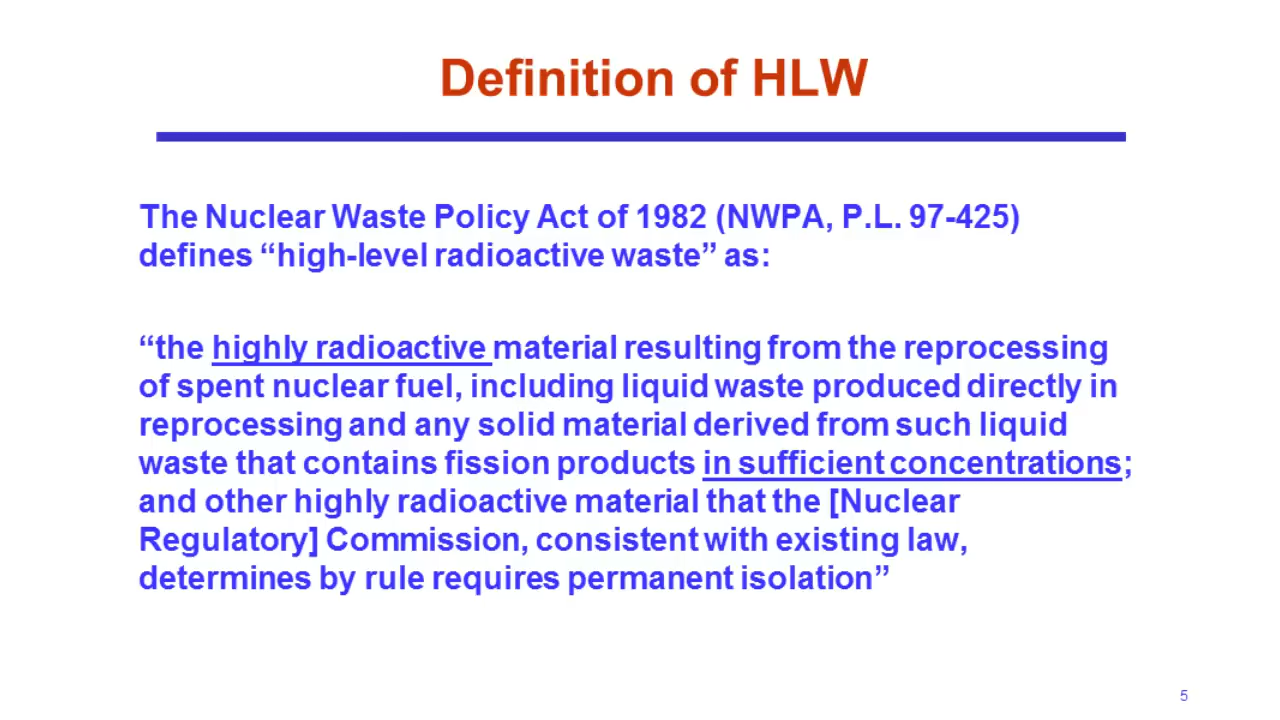 Definition of HLW
The Nuclear Waste Policy Act of 1982 (NWPA, P.L. 97-425)
defines “high-level radioactive waste” as:
“the highly radioactive material resulting from the reprocessing
of spent nuclear fuel, including liquid waste produced directly in
reprocessing and any solid material derived from such liquid
waste that contains fission products in sufficient concentrations;
and other highly radioactive material that the [Nuclear
Regulatory] Commission, consistent with existing law,
determines by rule requires permanent isolation”
5